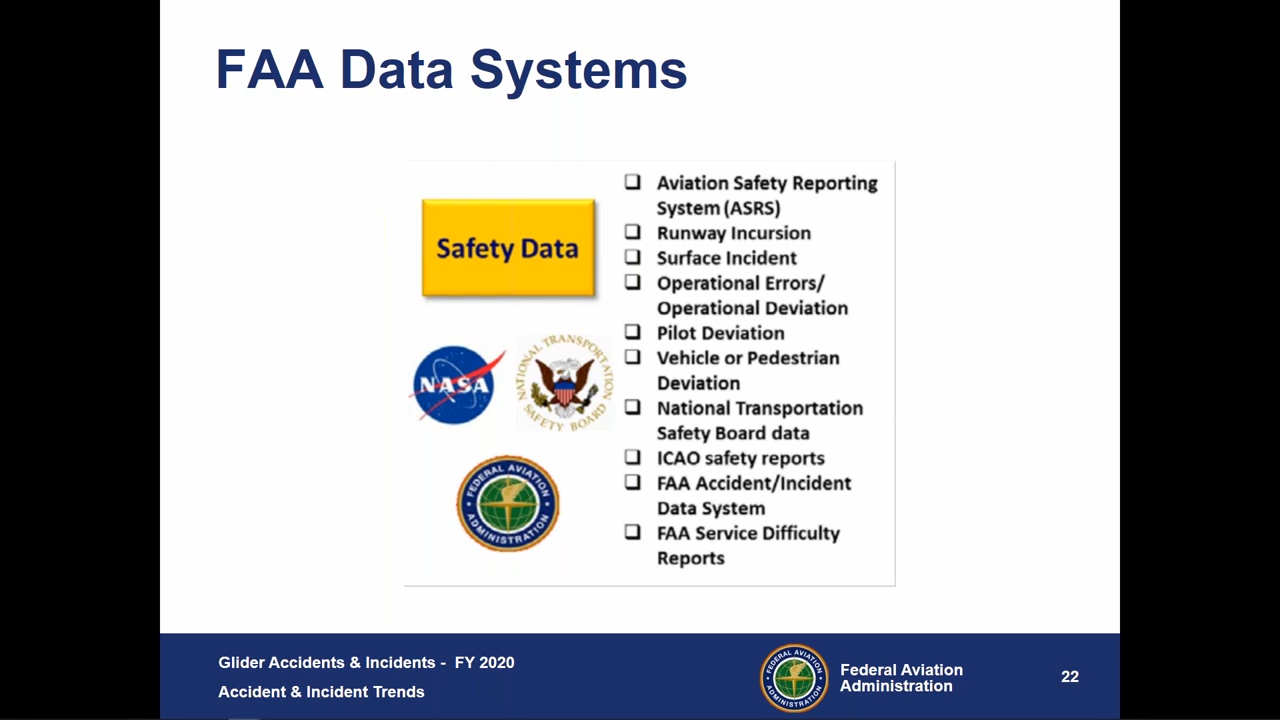 FAA Data Systems
Safety Data
NASA
NATIONAL TRANSPORTATION SAFETY BOARD
FEDERAL AVIATION ADMINISTRATION
❑ Aviation Safety Reporting
System (ASRS)
❑ Runway Incursion
❑ Surface Incident
❑ Operational Errors/
Operational Deviation
❑ Pilot Deviation
❑ Vehicle or Pedestrian
Deviation
❑ National Transportation
Safety Board data
❑ ICAO safety reports
❑ FAA Accident/Incident
Data System
❑ FAA Service Difficulty
Reports
Glider Accidents & Incidents - FY 2020
Accident & Incident Trends
FEDERAL AVIATION ADMINISTRATION
Federal Aviation
Administration
22